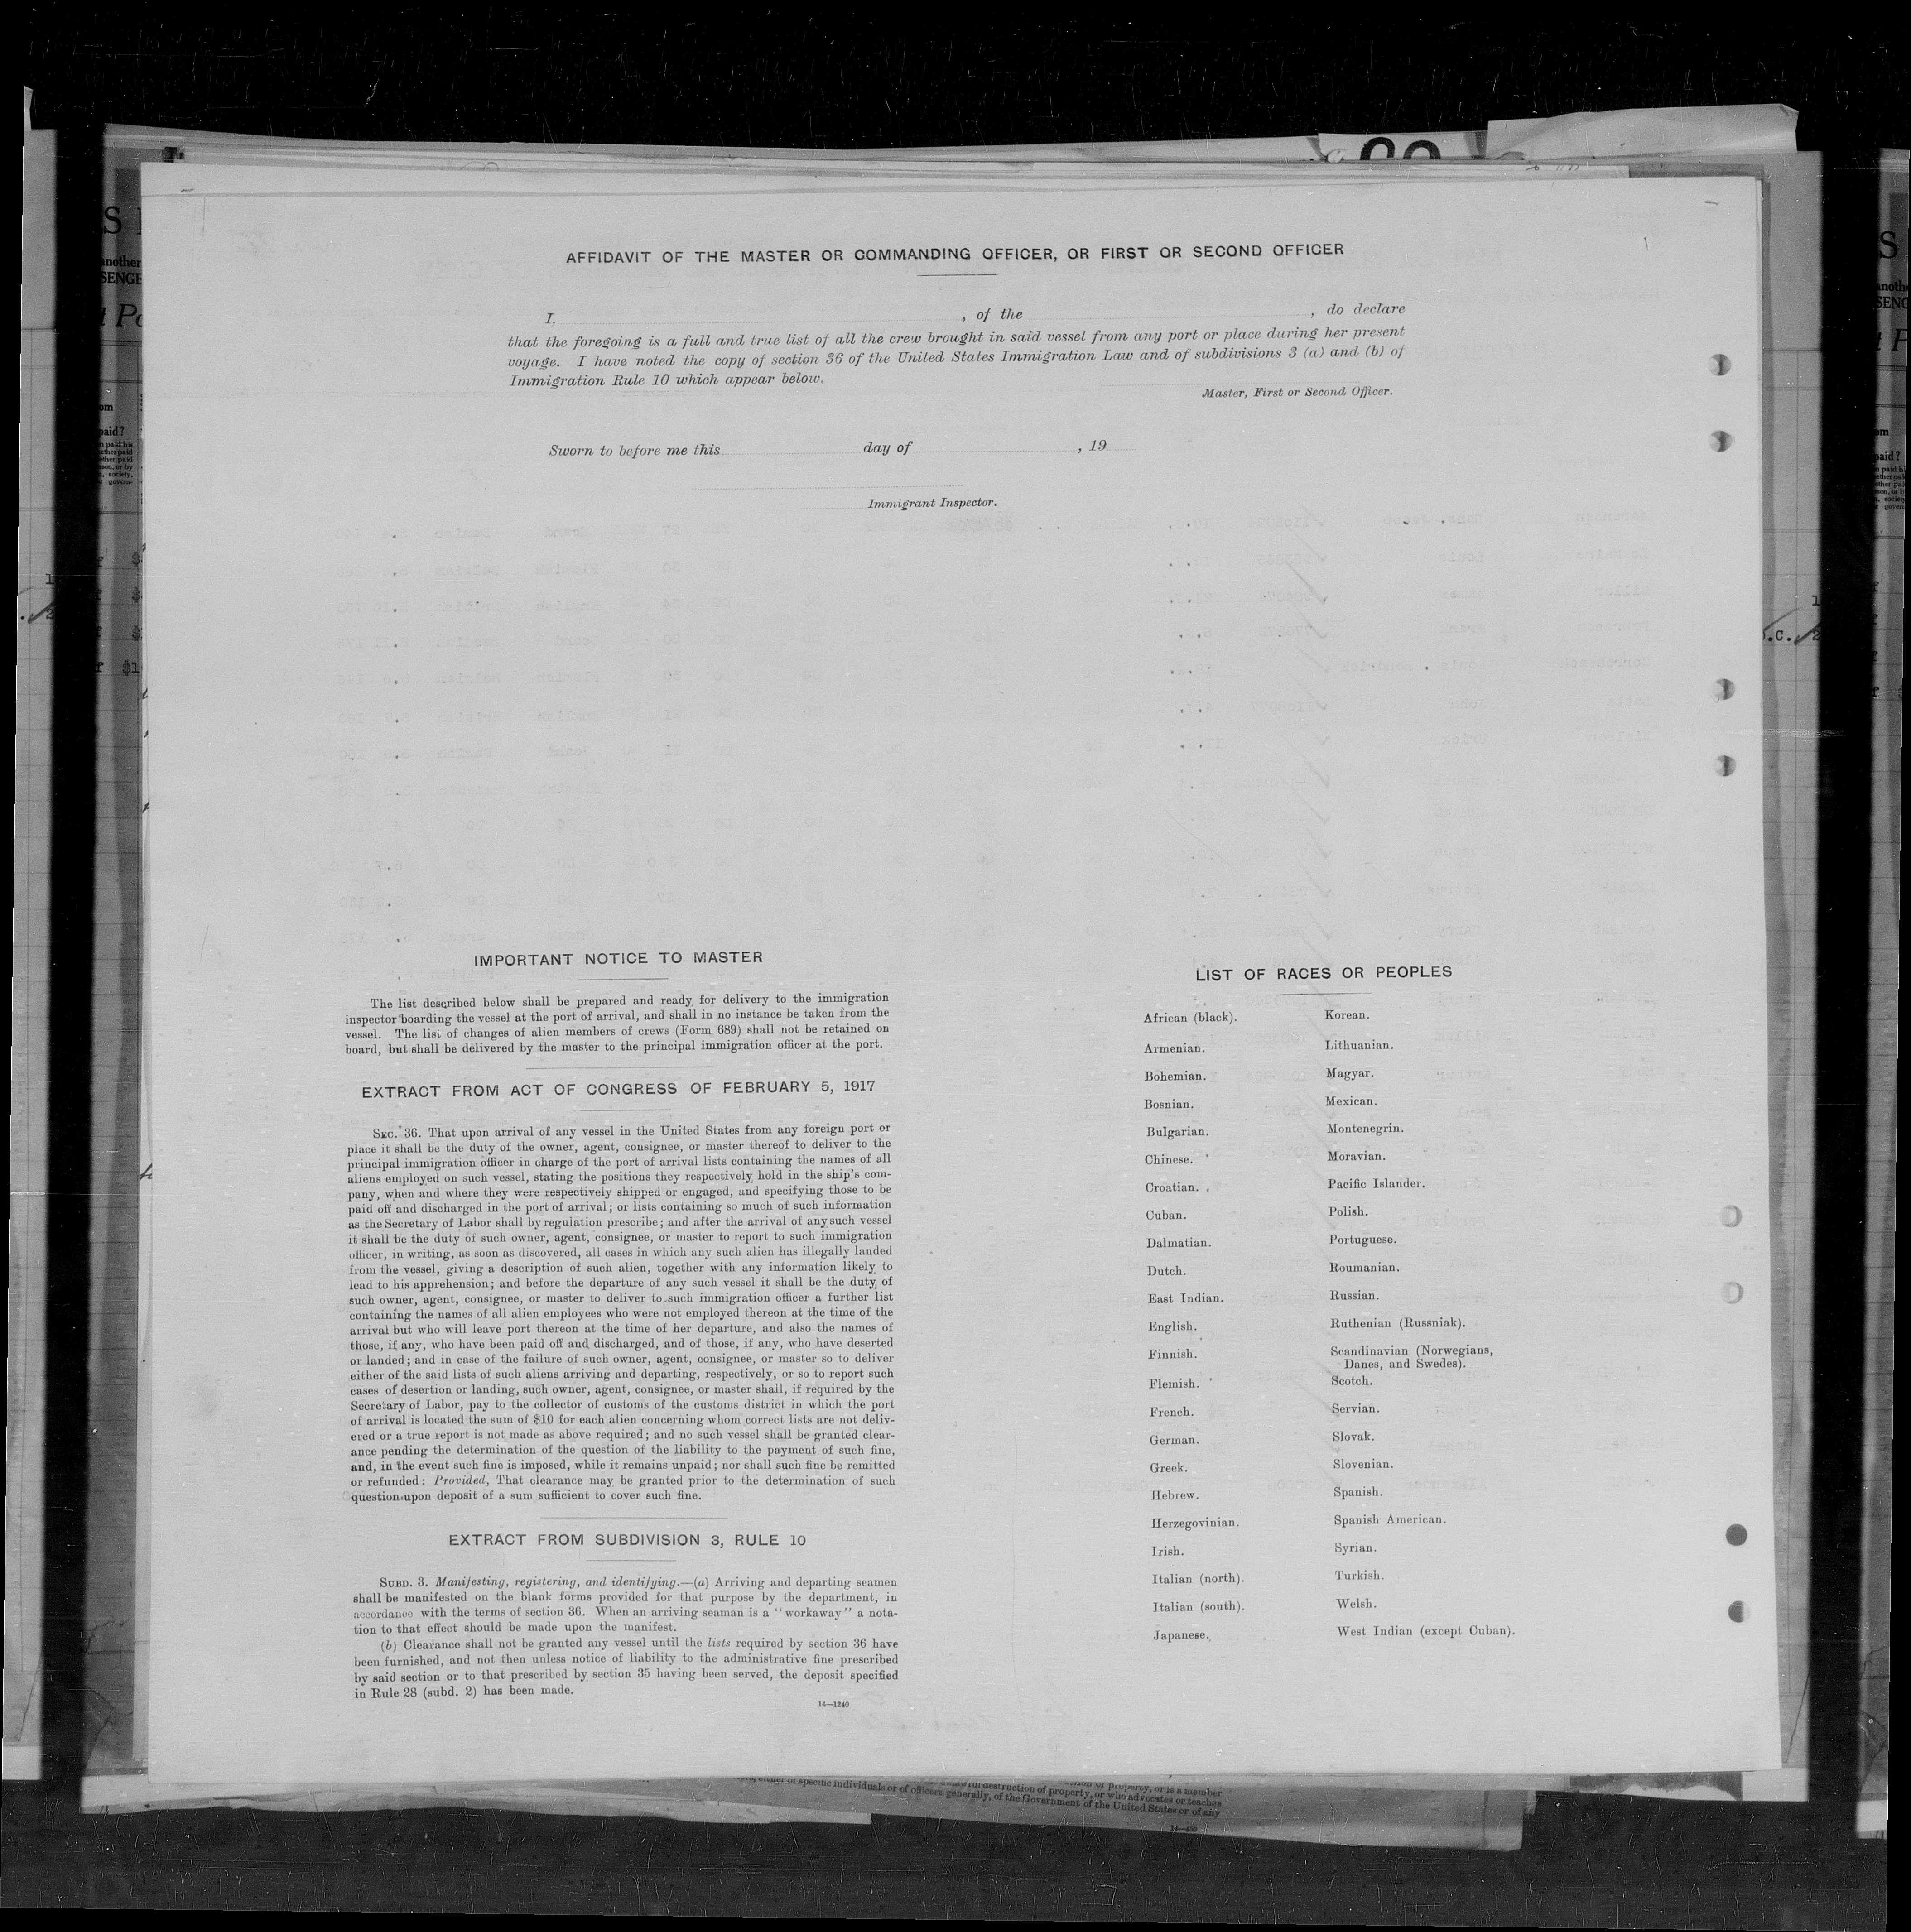 AFFIDAVIT OF THE MASTER OR COMMANDING OFFICER, OR FIRST OR SECOND OFFICER
I, , of the , do declare
that the foregoing is a full and true list of all the crew brought in said vessel from any port or place during her present
voyage. I have noted the copy of section 36 of the United States Immigration Law and of subdivisions 3 (a) and (b) of
Immigration Rule 10 which appear below.
Master, First or Second Officer.
Sworn to before me this day of , 19
Immigrant Inspector.
IMPORTANT NOTICE TO MASTER
The list described below shall be prepared and ready for delivery to the immigration
inspector boarding the vessel at the port of arrival, and shall in no instance be taken from the
vessel. The list of changes of alien members of crews (Form 689) shall not be retained on
board, but shall be delivered by the master to the principal immigration officer at the port.
EXTRACT FROM ACT OF CONGRESS OF FEBRUARY 5, 1917
SEC. 36. That upon arrival of any vessel in the United States from any foreign port or
place it shall be the duty of the owner, agent, consignee, or master thereof to deliver to the
principal immigration officer in charge of the port of arrival lists containing the names of all
aliens employed on such vessel, stating the positions they respectively hold in the ship's com-
pany, when and where they were respectively shipped or engaged, and specifying those to be
paid off and discharged in the port of arrival; or lists containing so much of such information
as the Secretary of Labor shall by regulation prescribe; and after the arrival of any such vessel
it shall be the duty of such owner, agent, consignee, or master to report to such immigration
officer, in writing, as soon as discovered, all cases in which any such alien has illegally landed
from the vessel, giving a description of such alien, together with any information likely to
lead to his apprehension; and before the departure of any such vessel it shall be the duty of
such owner, agent, consignee, or master to deliver to such immigration officer a further list
containing the names of all alien employees who were not employed thereon at the time of the
arrival but who will leave port thereon at the time of her departure, and also the names of
those, if any, who have been paid off and discharged, and of those, if any, who have deserted
or landed; and in case of the failure of such owner, agent, consignee, or master so to deliver
either of the said lists of such aliens arriving and departing, respectively, or so to report such
cases of desertion or landing, such owner, agent, consignee, or master shall, if required by the
Secretary of Labor, pay to the collector of customs of the customs district in which the port
of arrival is located the sum of $10 for each alien concerning whom correct lists are not deliv-
ered or a true report is not made as above required; and no such vessel shall be granted clear-
ance pending the determination of the question of the liability to the payment of such fine,
and, in the event such fine is imposed, while it remains unpaid; nor shall such fine be remitted
or refunded: Provided, That clearance may be granted prior to the determination of such
question upon deposit of a sum sufficient to cover such fine.
EXTRACT FROM SUBDIVISION 3, RULE 10
SUBD. 3. Manifesting, registering, and identifying.—(a) Arriving and departing seamen
shall be manifested on the blank forms provided for that purpose by the department, in
accordance with the terms of section 36. When an arriving seaman is a "workaway" a nota-
tion to that effect should be made upon the manifest.
(b) Clearance shall not be granted any vessel until the lists required by section 36 have
been furnished, and not then unless notice of liability to the administrative fine prescribed
by said section or to that prescribed by section 35 having been served, the deposit specified
in Rule 28 (subd. 2) has been made.
14—1240
LIST OF RACES OR PEOPLES
African (black).
Armenian.
Bohemian.
Bosnian.
Bulgarian.
Chinese.
Croatian.
Cuban.
Dalmatian.
Dutch.
East Indian.
English.
Finnish.
Flemish.
French.
German.
Greek.
Hebrew.
Herzegovinian.
Irish.
Italian (north).
Italian (south).
Japanese.
Korean.
Lithuanian.
Magyar.
Mexican.
Montenegrin.
Moravian.
Pacific Islander.
Polish.
Portuguese.
Roumanian.
Russian.
Ruthenian (Russniak).
Scandinavian (Norwegians,
Danes, and Swedes).
Scotch.
Servian.
Slovak.
Slovenian.
Spanish.
Spanish American.
Syrian.
Turkish.
Welsh.
West Indian (except Cuban).
destruction of property, or who advocates or teaches
either of specific individuals or of officers generally, of the Government of the United States or of any